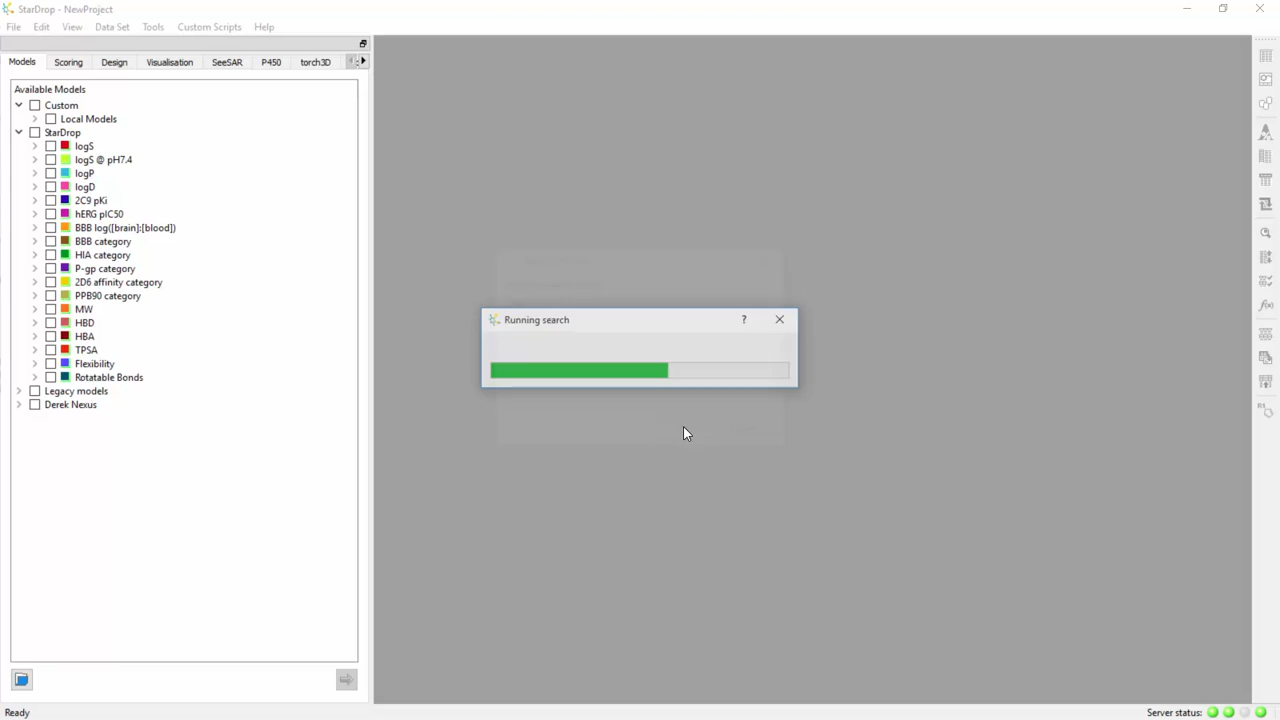 StarDrop - NewProject
File Edit View Data Set Tools Custom Scripts Help
Models Scoring Design Visualisation SeeSAR P450 torch3D
Available Models
Custom
Local Models
StarDrop
logS
logS @ pH7.4
logP
logD
2C9 pKi
hERG pIC50
BBB log([brain]:[blood])
BBB category
HIA category
P-gp category
2D6 affinity category
PPB90 category
MW
HBD
HBA
TPSA
Flexibility
Rotatable Bonds
Legacy models
Derek Nexus
Running search ?
f(x)
R1
Ready
Server status: